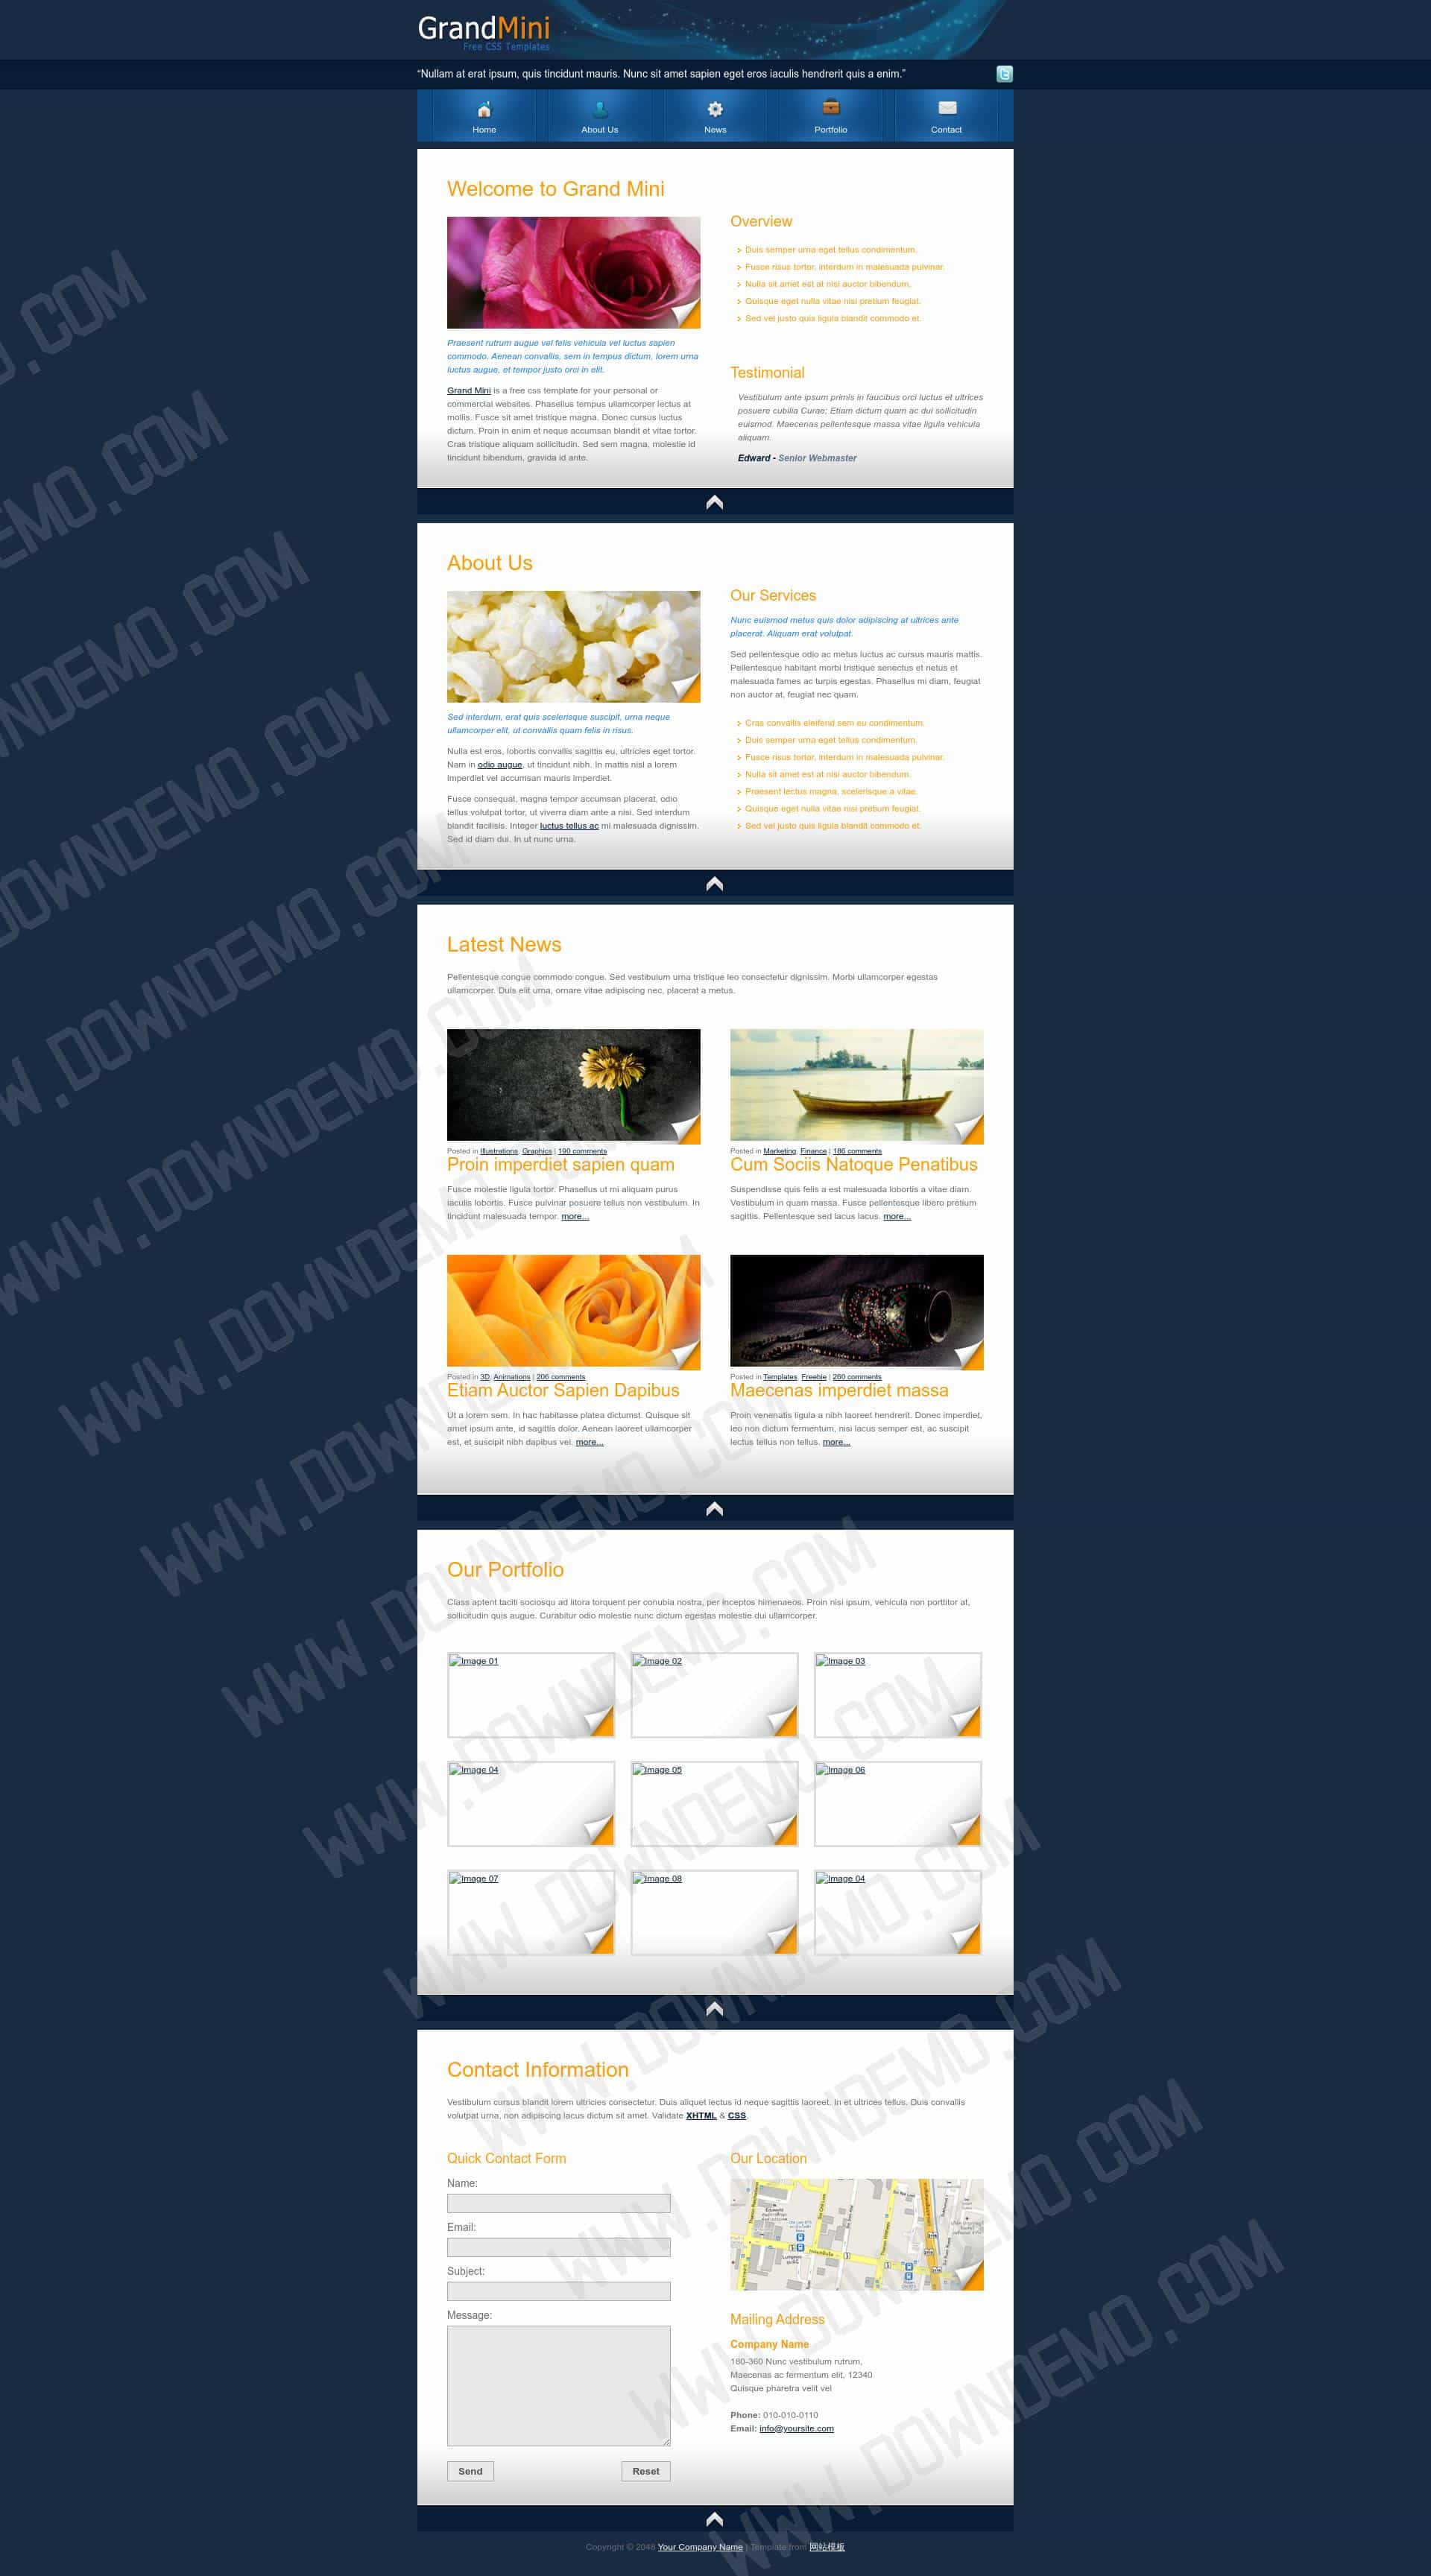 GrandMini
Free CSS Templates
“Nullam at erat ipsum, quis tincidunt mauris. Nunc sit amet sapien eget eros iaculis hendrerit quis a enim.”
Home
About Us
News
Portfolio
Contact
Welcome to Grand Mini
Praesent rutrum augue vel felis vehicula vel luctus sapien
commodo. Aenean convallis, sem in tempus dictum, lorem urna
luctus augue, et tempor justo orci in elit.
Grand Mini is a free css template for your personal or
commercial websites. Phasellus tempus ullamcorper lectus at
mollis. Fusce sit amet tristique magna. Donec cursus luctus
dictum. Proin in enim et neque accumsan blandit et vitae tortor.
Cras tristique aliquam sollicitudin. Sed sem magna, molestie id
tincidunt bibendum, gravida id ante.
Overview
Duis semper urna eget tellus condimentum.
Fusce risus tortor, interdum in malesuada pulvinar.
Nulla sit amet est at nisi auctor bibendum.
Quisque eget nulla vitae nisi pretium feugiat.
Sed vel justo quis ligula blandit commodo et.
Testimonial
Vestibulum ante ipsum primis in faucibus orci luctus et ultrices
posuere cubilia Curae; Etiam dictum quam ac dui sollicitudin
euismod. Maecenas pellentesque massa vitae ligula vehicula
aliquam.
Edward - Senior Webmaster
About Us
Sed interdum, erat quis scelerisque suscipit, urna neque
ullamcorper elit, ut convallis quam felis in risus.
Nulla est eros, lobortis convallis sagittis eu, ultricies eget tortor.
Nam in odio augue, ut tincidunt nibh. In mattis nisl a lorem
imperdiet vel accumsan mauris imperdiet.
Fusce consequat, magna tempor accumsan placerat, odio
tellus volutpat tortor, ut viverra diam ante a nisi. Sed interdum
blandit facilisis. Integer luctus tellus ac mi malesuada dignissim.
Sed id diam dui. In ut nunc urna.
Our Services
Nunc euismod metus quis dolor adipiscing at ultrices ante
placerat. Aliquam erat volutpat.
Sed pellentesque odio ac metus luctus ac cursus mauris mattis.
Pellentesque habitant morbi tristique senectus et netus et
malesuada fames ac turpis egestas. Phasellus mi diam, feugiat
non auctor at, feugiat nec quam.
Cras convallis eleifend sem eu condimentum.
Duis semper urna eget tellus condimentum.
Fusce risus tortor, interdum in malesuada pulvinar.
Nulla sit amet est at nisi auctor bibendum.
Praesent lectus magna, scelerisque a vitae.
Quisque eget nulla vitae nisi pretium feugiat.
Sed vel justo quis ligula blandit commodo et.
Latest News
Pellentesque congue commodo congue. Sed vestibulum urna tristique leo consectetur dignissim. Morbi ullamcorper egestas
ullamcorper. Duis elit urna, ornare vitae adipiscing nec, placerat a metus.
Posted in Illustrations, Graphics | 190 comments
Proin imperdiet sapien quam
Fusce molestie ligula tortor. Phasellus ut mi aliquam purus
iaculis lobortis. Fusce pulvinar posuere tellus non vestibulum. In
tincidunt malesuada tempor. more...
Posted in Marketing, Finance | 186 comments
Cum Sociis Natoque Penatibus
Suspendisse quis felis a est malesuada lobortis a vitae diam.
Vestibulum in quam massa. Fusce pellentesque libero pretium
sagittis. Pellentesque sed lacus lacus. more...
Posted in 3D, Animations | 206 comments
Etiam Auctor Sapien Dapibus
Ut a lorem sem. In hac habitasse platea dictumst. Quisque sit
amet ipsum ante, id sagittis dolor. Aenean laoreet ullamcorper
est, et suscipit nibh dapibus vel. more...
Posted in Templates, Freebie | 260 comments
Maecenas imperdiet massa
Proin venenatis ligula a nibh laoreet hendrerit. Donec imperdiet,
leo non dictum fermentum, nisi lacus semper est, ac suscipit
lectus tellus non tellus. more...
Our Portfolio
Class aptent taciti sociosqu ad litora torquent per conubia nostra, per inceptos himenaeos. Proin nisi ipsum, vehicula non porttitor at,
sollicitudin quis augue. Curabitur odio molestie nunc dictum egestas molestie dui ullamcorper.
Image 01
Image 02
Image 03
Image 04
Image 05
Image 06
Image 07
Image 08
Image 04
Contact Information
Vestibulum cursus blandit lorem ultricies consectetur. Duis aliquet lectus id neque sagittis laoreet. In et ultrices tellus. Duis convallis
volutpat urna, non adipiscing lacus dictum sit amet. Validate XHTML & CSS.
Quick Contact Form
Name:
Email:
Subject:
Message:
Send
Reset
Our Location
Mailing Address
Company Name
180-360 Nunc vestibulum rutrum,
Maecenas ac fermentum elit, 12340
Quisque pharetra velit vel
Phone: 010-010-0110
Email: info@yoursite.com
Copyright © 2048 Your Company Name | Template from 网站模板
WWW.DOWNDEMO.COM